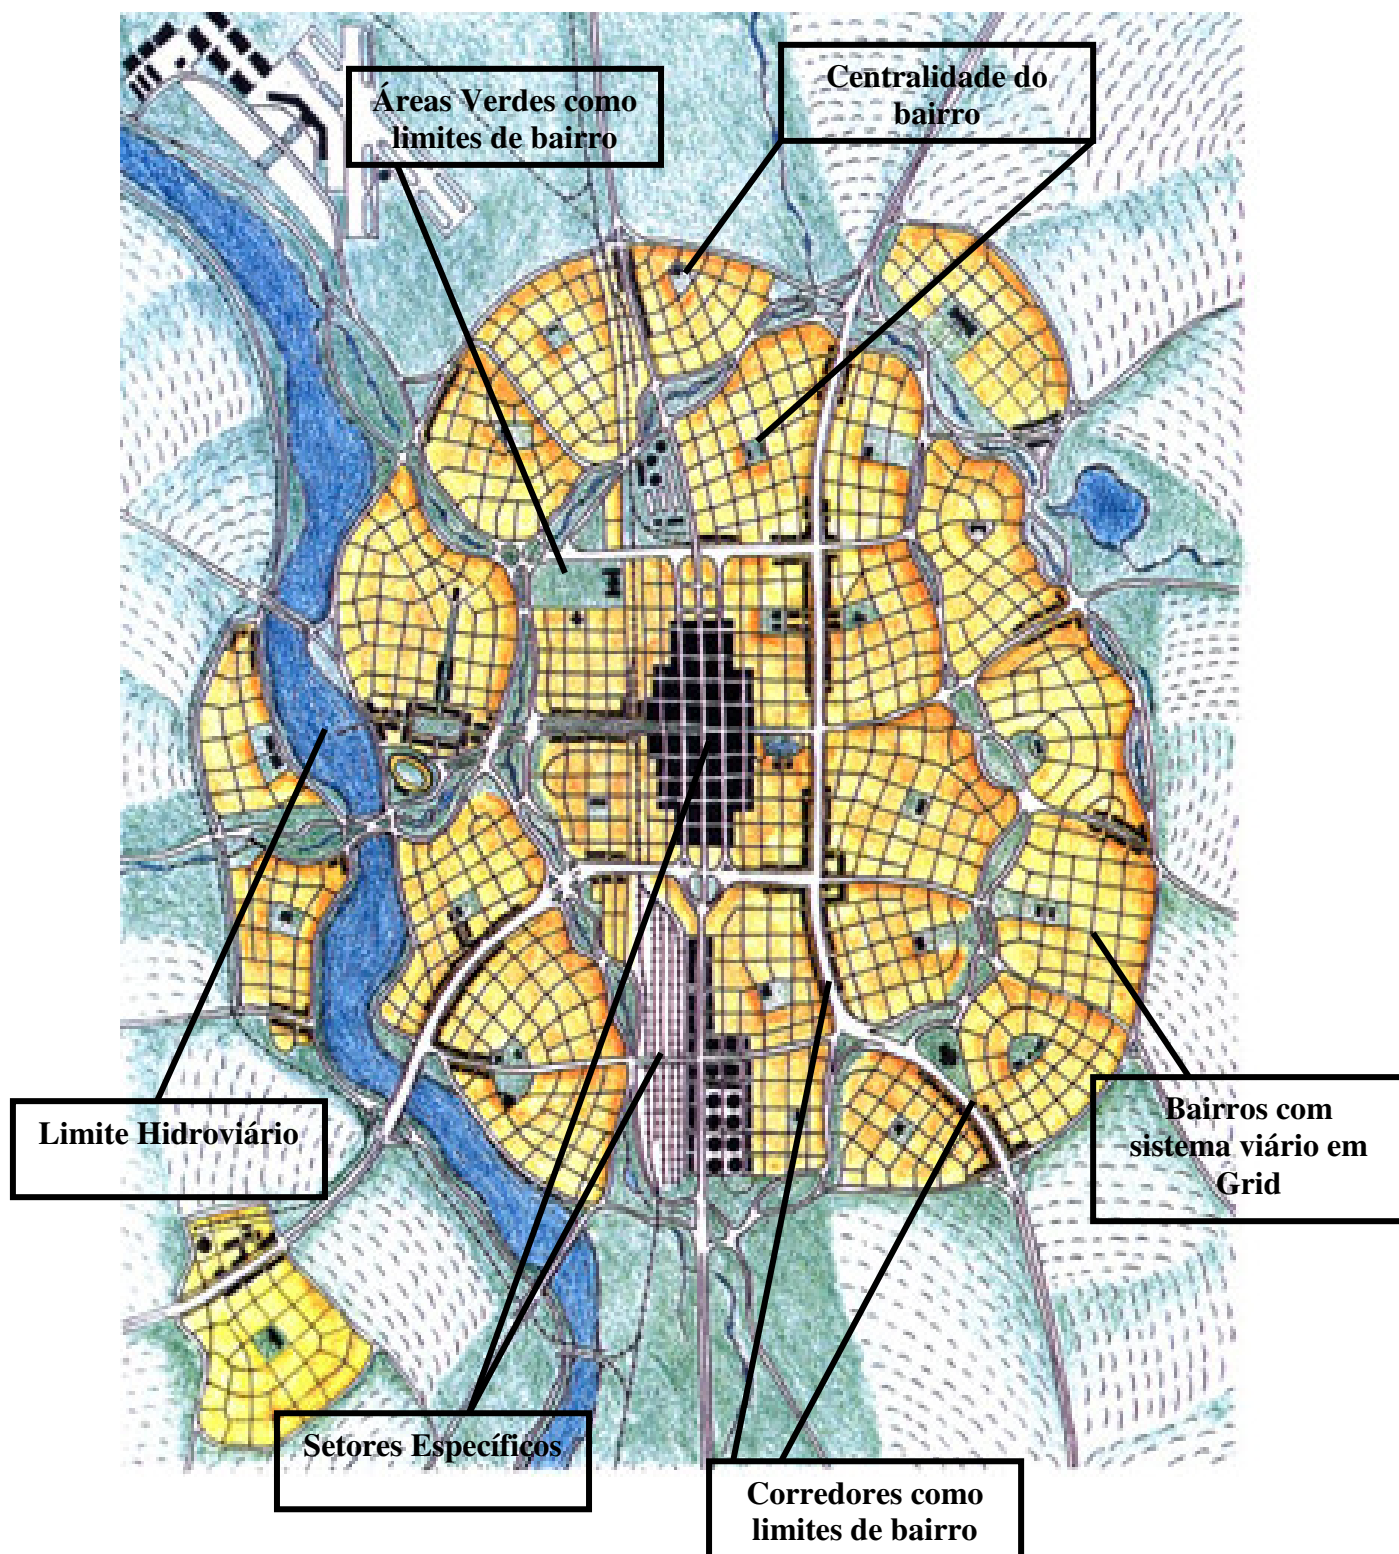 Áreas Verdes como
limites de bairro
Centralidade do
bairro
Limite Hidroviário
Bairros com
sistema viário em
Grid
Setores Específicos
Corredores como
limites de bairro